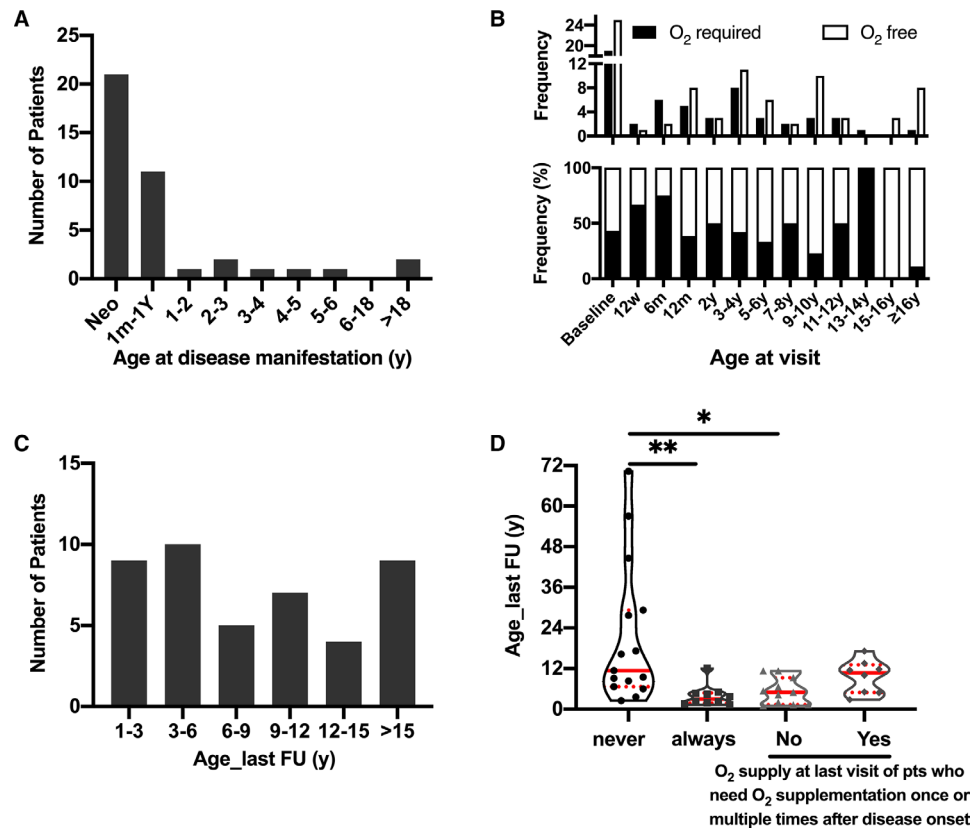 A
25
20
15
10
5
0
Number of Patients
Neo
1m-1Y
1-2
2-3
3-4
4-5
5-6
6-18
>18
Age at disease manifestation (y)
B
O2 required
O2 free
24
20
12
8
4
0
Frequency
100
50
0
Frequency (%)
Baseline
12w
6m
12m
2y
3-4y
5-6y
7-8y
9-10y
11-12y
13-14y
15-16y
≥16y
Age at visit
C
15
10
5
0
Number of Patients
1-3
3-6
6-9
9-12
12-15
>15
Age_last FU (y)
D
*
**
72
60
48
36
24
12
0
Age_last FU (y)
never
always
No
Yes
O2 supply at last visit of pts who
need O2 supplementation once or
multiple times after disease onset